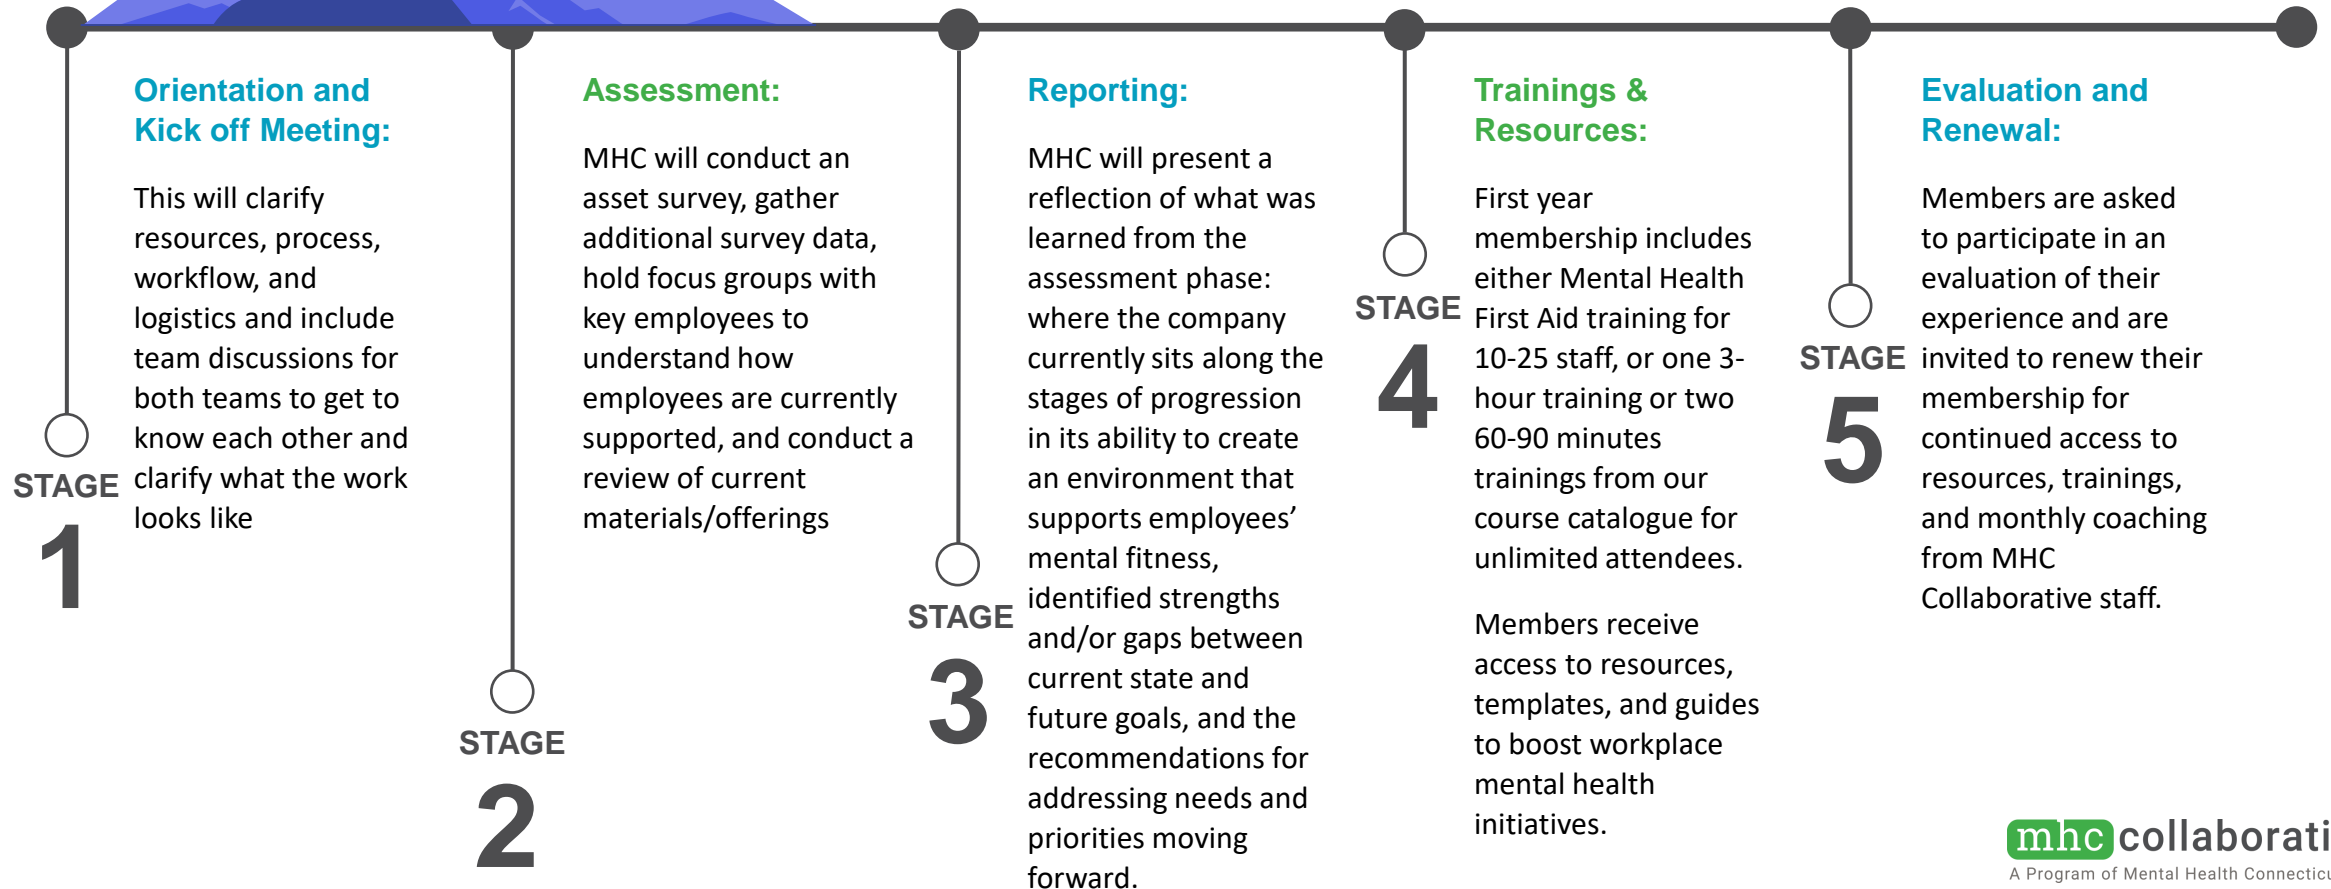 Orientation and
Kick off Meeting:
This will clarify
resources, process,
workflow, and
logistics and include
team discussions for
both teams to get to
know each other and
clarify what the work
looks like
STAGE
1
Assessment:
MHC will conduct an
asset survey, gather
additional survey data,
hold focus groups with
key employees to
understand how
employees are currently
supported, and conduct a
review of current
materials/offerings
STAGE
2
Reporting:
MHC will present a
reflection of what was
learned from the
assessment phase:
where the company
currently sits along the
stages of progression
in its ability to create
an environment that
supports employees’
mental fitness,
identified strengths
and/or gaps between
current state and
future goals, and the
recommendations for
addressing needs and
priorities moving
forward.
STAGE
3
Trainings &
Resources:
First year
membership includes
either Mental Health
First Aid training for
10-25 staff, or one 3-
hour training or two
60-90 minutes
trainings from our
course catalogue for
unlimited attendees.
Members receive
access to resources,
templates, and guides
to boost workplace
mental health
initiatives.
STAGE
4
Evaluation and
Renewal:
Members are asked
to participate in an
evaluation of their
experience and are
invited to renew their
membership for
continued access to
resources, trainings,
and monthly coaching
from MHC
Collaborative staff.
STAGE
5
mhc collaborati
A Program of Mental Health Connecticu